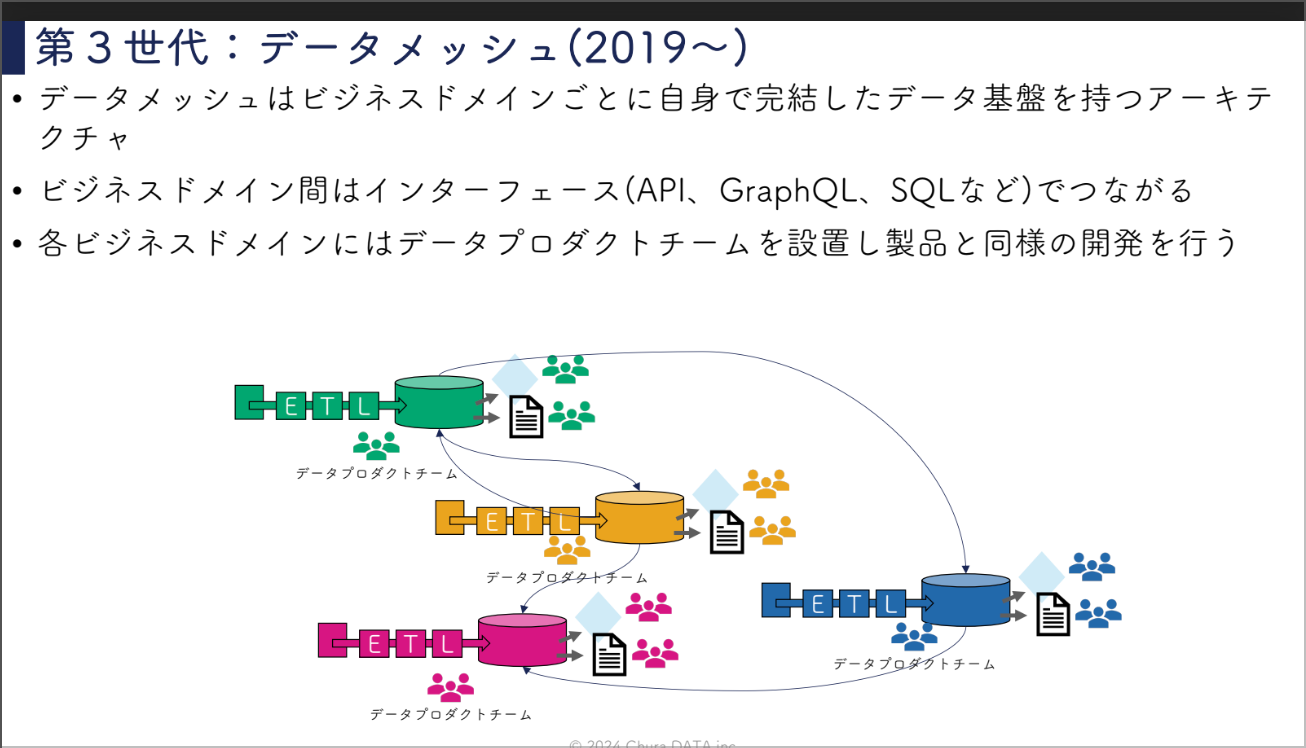 第３世代：データメッシュ(2019〜)
• データメッシュはビジネスドメインごとに自身で完結したデータ基盤を持つアーキテ
クチャ
• ビジネスドメイン間はインターフェース(API、GraphQL、SQLなど)でつながる
• 各ビジネスドメインにはデータプロダクトチームを設置し製品と同様の開発を行う
E T L
データプロダクトチーム
E T L
データプロダクトチーム
E T L
データプロダクトチーム
E T L
データプロダクトチーム
© 2024 Chura DATA inc.